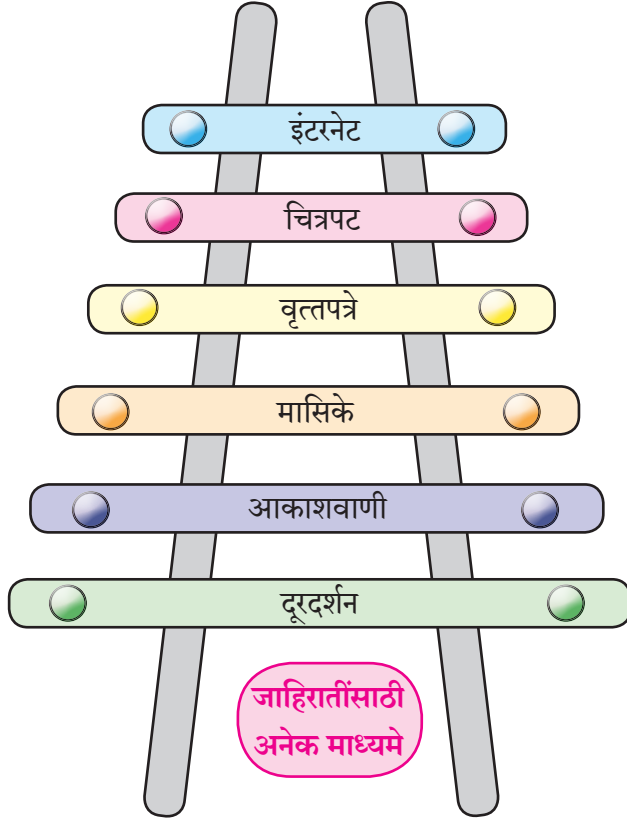 इंटरनेट
चित्रपट
वृत्तपत्रे
मासिके
आकाशवाणी
दूरदर्शन
जाहिरातींसाठी
अनेक माध्यमे